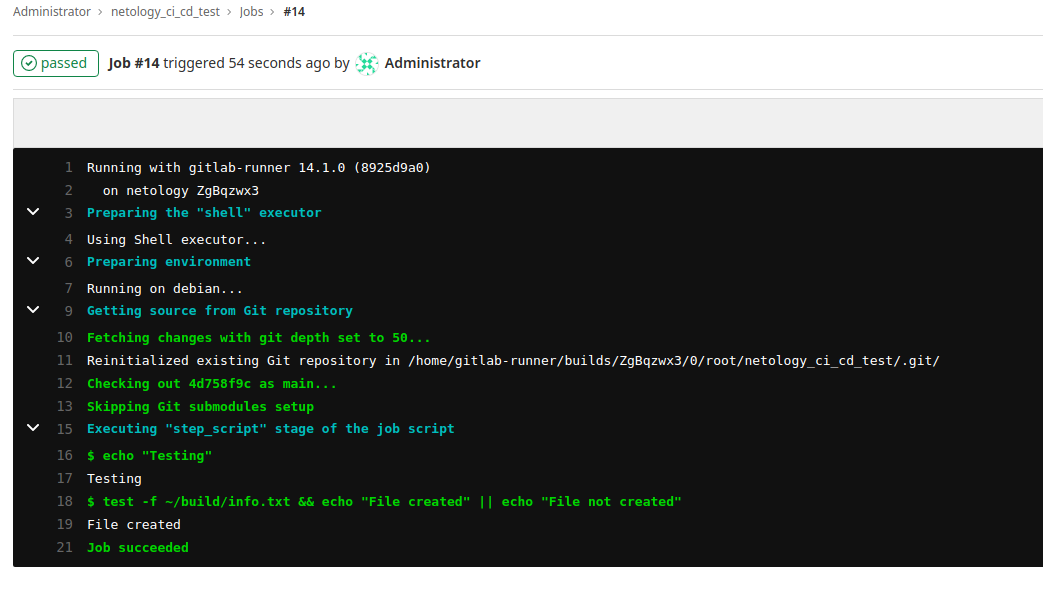 Administrator › netology_ci_cd_test › Jobs › #14
passed Job #14 triggered 54 seconds ago by Administrator
1 Running with gitlab-runner 14.1.0 (8925d9a0)
2   on netology ZgBqzwx3
3 Preparing the "shell" executor
4 Using Shell executor...
6 Preparing environment
7 Running on debian...
9 Getting source from Git repository
10 Fetching changes with git depth set to 50...
11 Reinitialized existing Git repository in /home/gitlab-runner/builds/ZgBqzwx3/0/root/netology_ci_cd_test/.git/
12 Checking out 4d758f9c as main...
13 Skipping Git submodules setup
15 Executing "step_script" stage of the job script
16 $ echo "Testing"
17 Testing
18 $ test -f ~/build/info.txt && echo "File created" || echo "File not created"
19 File created
21 Job succeeded